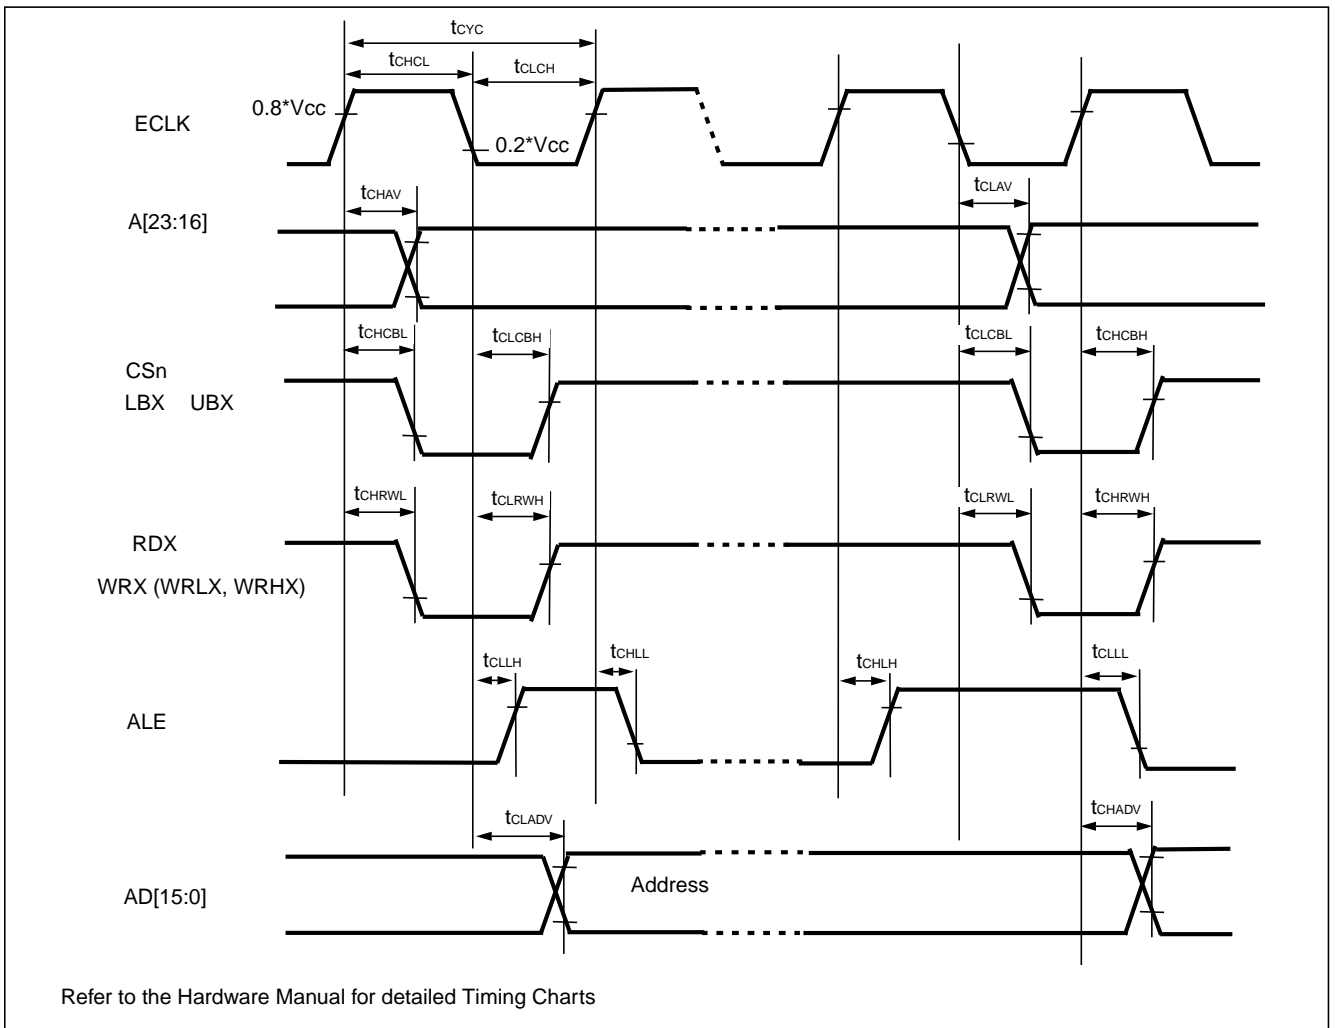 tCYC
tCHCL
tCLCH
0.8*Vcc
ECLK
0.2*Vcc
tCHAV
tCLAV
A[23:16]
tCHCBL
tCLCBH
tCLCBL
tCHCBH
CSn
LBX UBX
tCHRWL
tCLRWH
tCLRWL
tCHRWH
RDX
WRX (WRLX, WRHX)
tCLLH
tCHLL
tCHLH
tCLLL
ALE
tCLADV
tCHADV
Address
AD[15:0]
Refer to the Hardware Manual for detailed Timing Charts